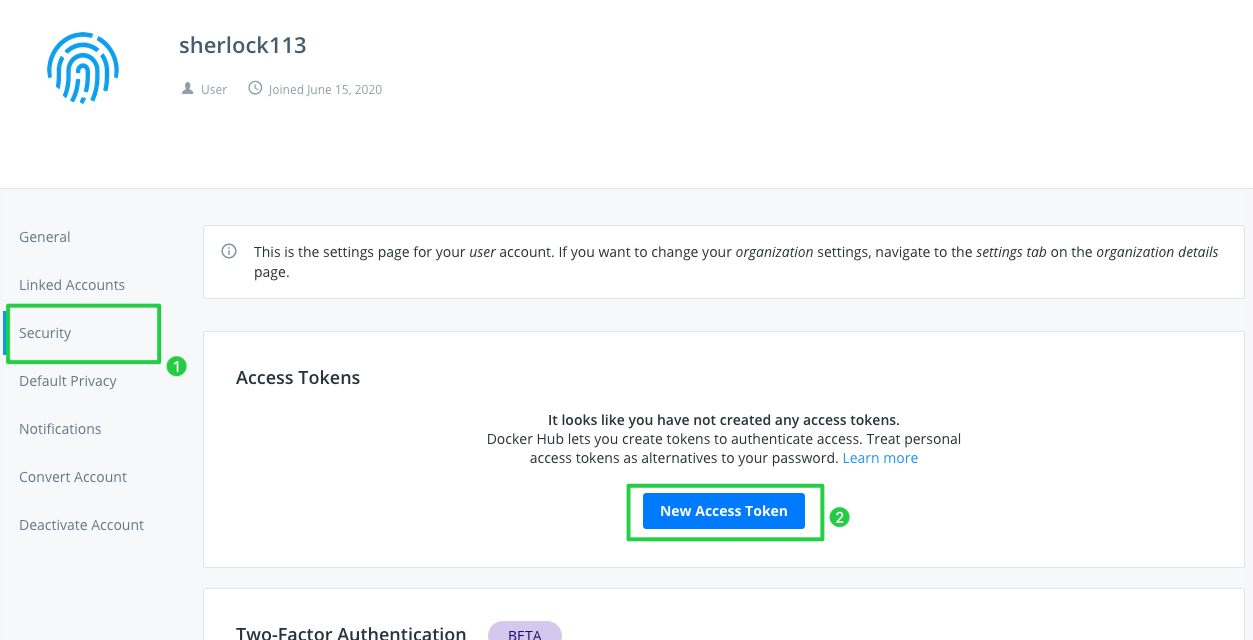 sherlock113
User
Joined June 15, 2020
General
Linked Accounts
Security
1
Default Privacy
Notifications
Convert Account
Deactivate Account
This is the settings page for your user account. If you want to change your organization settings, navigate to the settings tab on the organization details
page.
Access Tokens
It looks like you have not created any access tokens.
Docker Hub lets you create tokens to authenticate access. Treat personal
access tokens as alternatives to your password. Learn more
New Access Token
2
Two-Factor Authentication
BETA